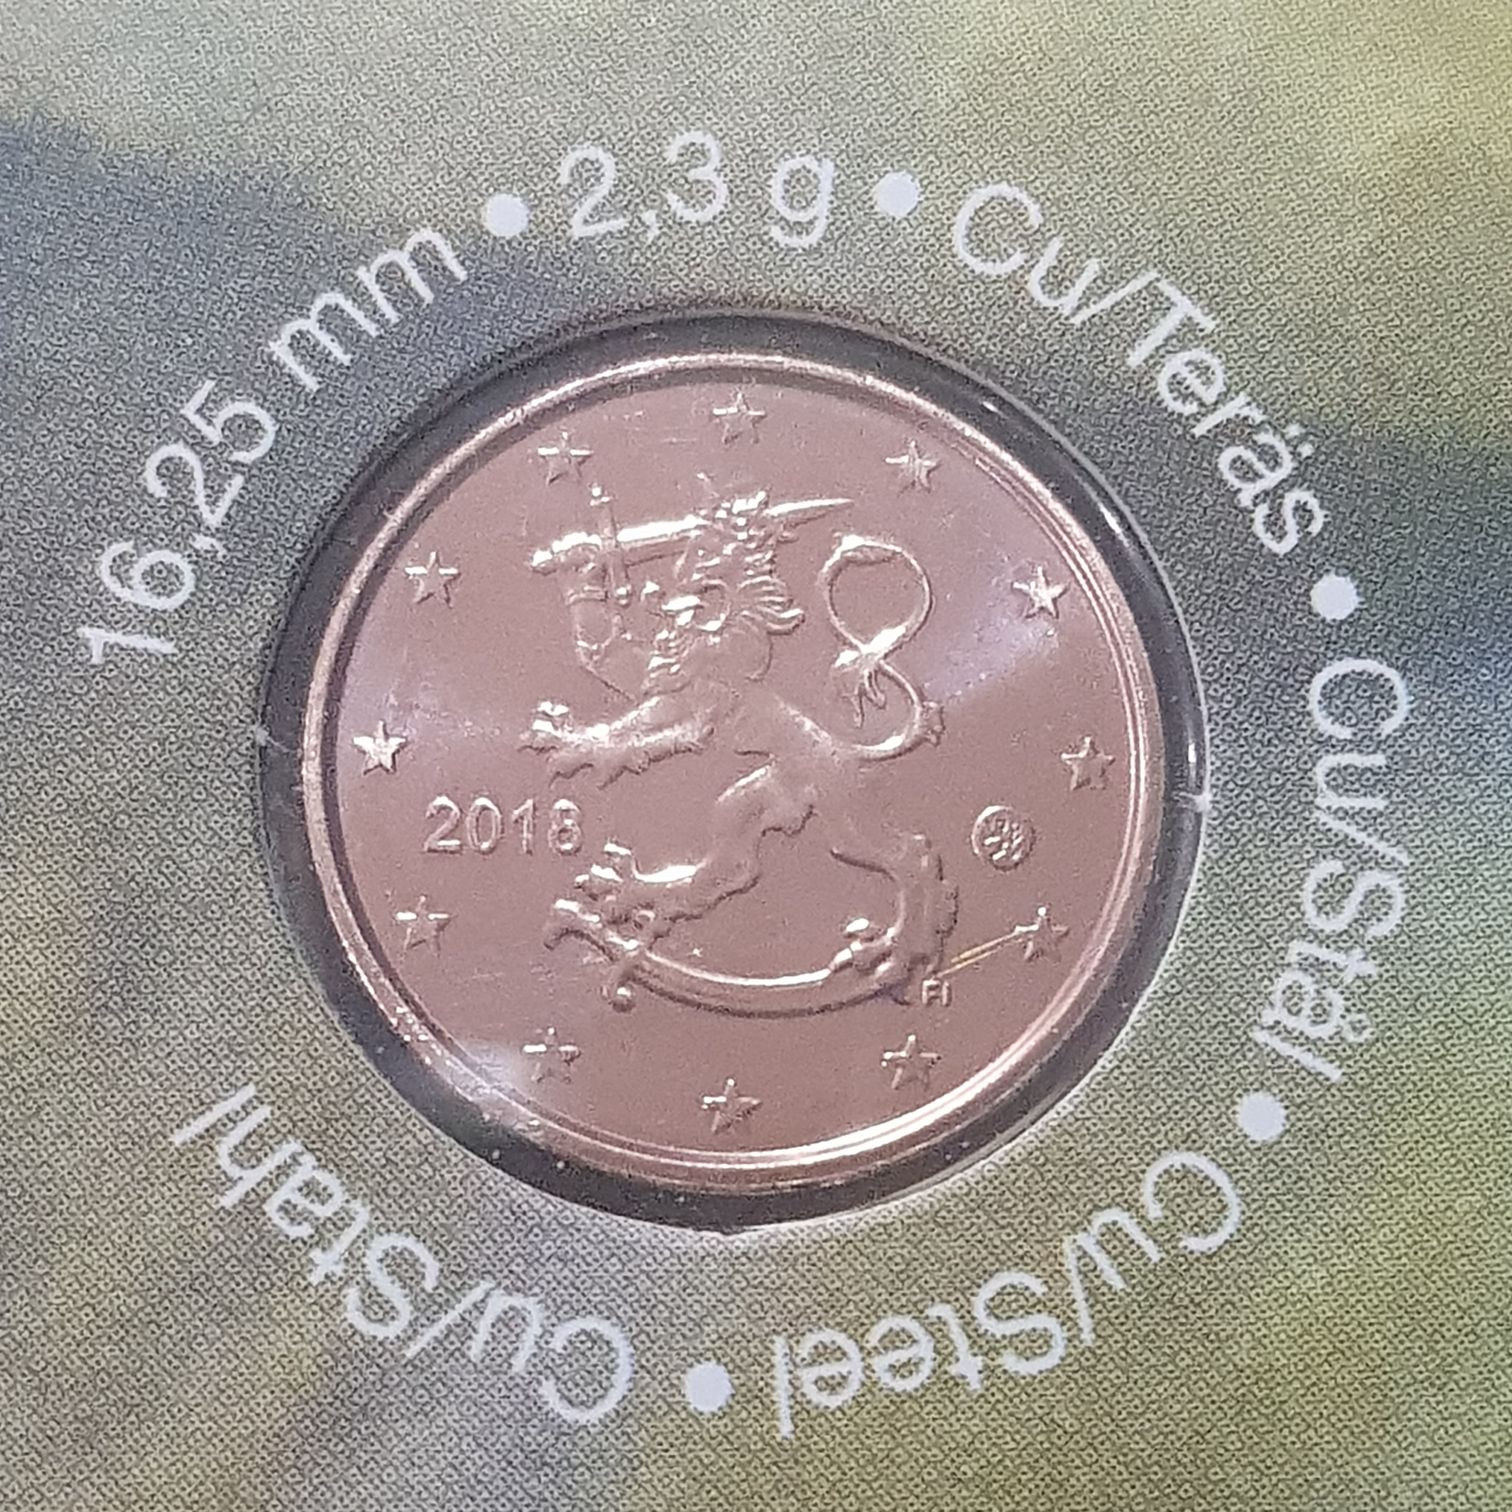 16,25 mm • 2,3 g • Cu/Teräs • Cu/Stål • Cu/Steel • Cu/Stahl
2018
FI